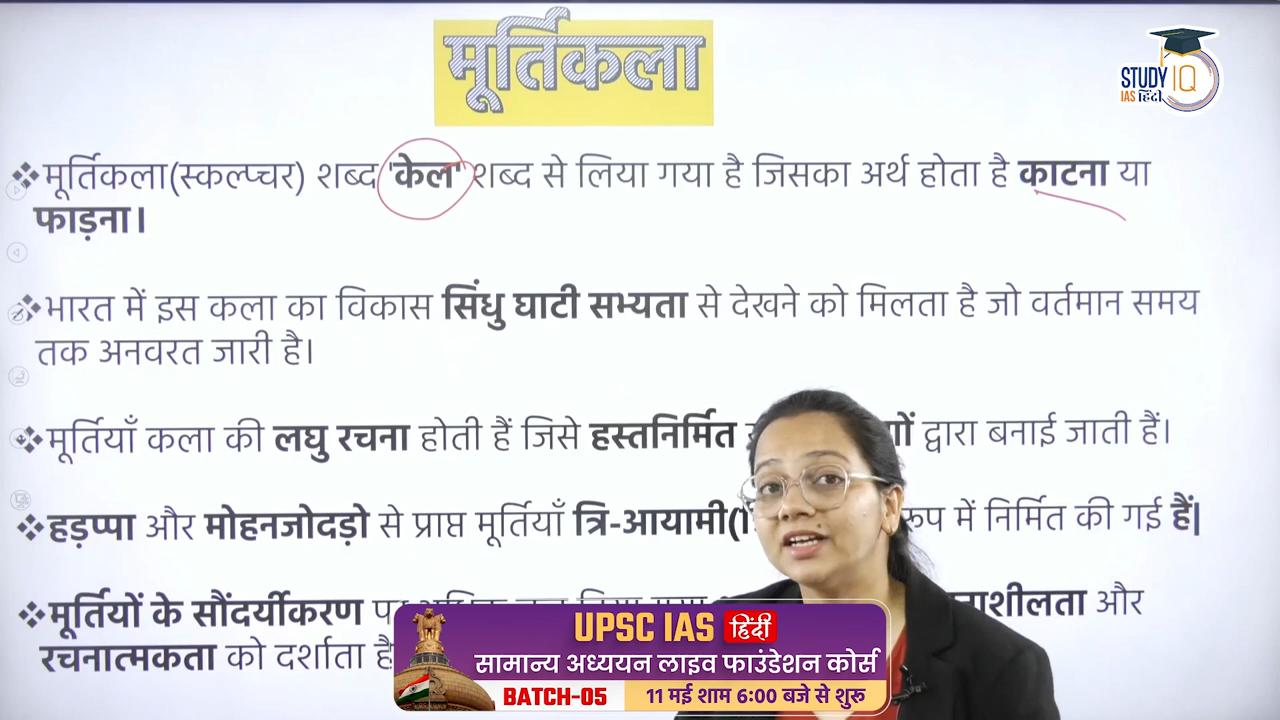 मूर्तिकला
STUDY IQ
IAS हिंदी
❖मूर्तिकला(स्कल्प्चर) शब्द 'केल' शब्द से लिया गया है जिसका अर्थ होता है काटना या
फाड़ना।
❖भारत में इस कला का विकास सिंधु घाटी सभ्यता से देखने को मिलता है जो वर्तमान समय
तक अनवरत जारी है।
❖मूर्तियाँ कला की लघु रचना होती हैं जिसे हस्तनिर्मित द्वारा बनाई जाती हैं।
❖हड़प्पा और मोहनजोदड़ो से प्राप्त मूर्तियाँ त्रि-आयामी( रूप में निर्मित की गई हैं|
❖मूर्तियों के सौंदर्यीकरण और
रचनात्मकता को दर्शाता है
UPSC IAS हिंदी
सामान्य अध्ययन लाइव फाउंडेशन कोर्स
BATCH-05 11 मई शाम 6:00 बजे से शुरू